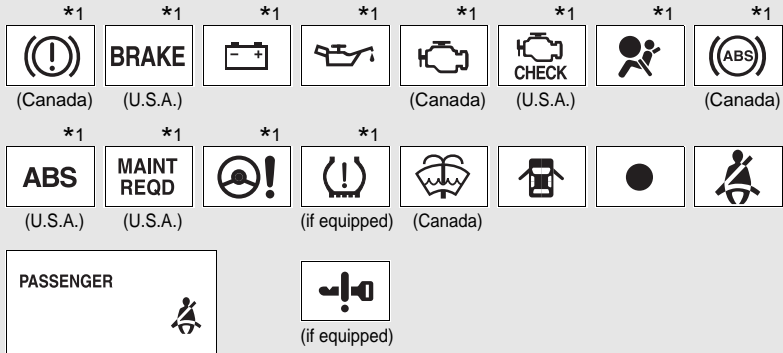 *1 *1 *1 *1 *1 *1 *1 *1
BRAKE CHECK ABS
(Canada) (U.S.A.) (Canada) (U.S.A.) (Canada)
*1 *1 *1 *1
ABS MAINT
REQD
(U.S.A.) (U.S.A.) (if equipped) (Canada)
PASSENGER
(if equipped)